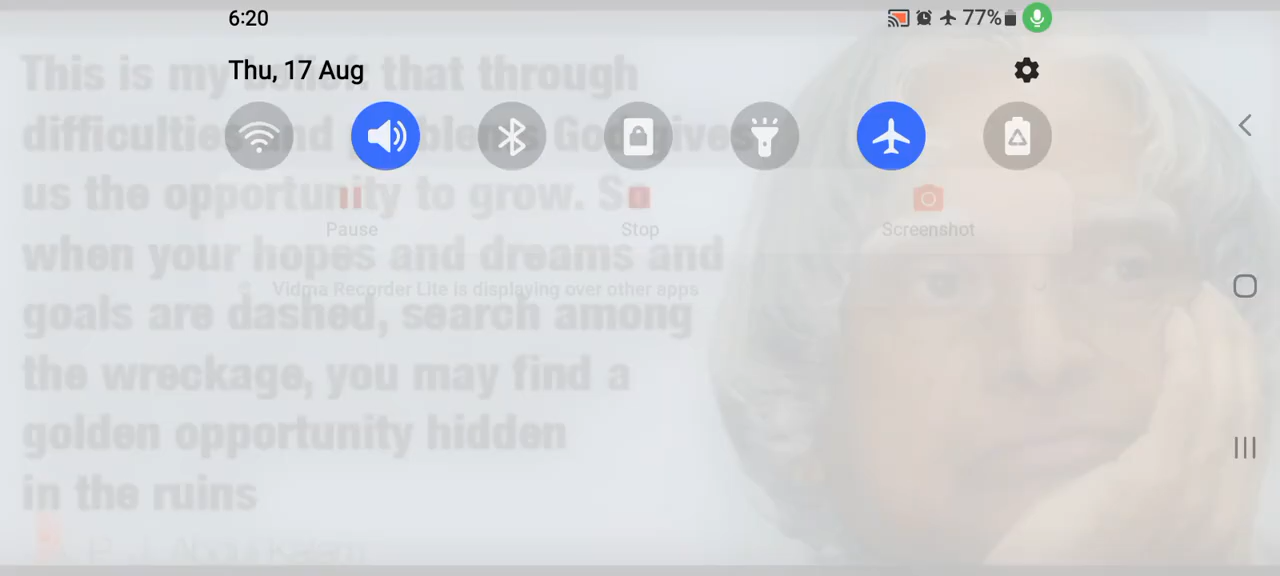 6:20
77%
Thu, 17 Aug
This is my belief: that through
difficulties and problems God gives
us the opportunity to grow. So
when your hopes and dreams and
goals are dashed, search among
the wreckage, you may find a
golden opportunity hidden
in the ruins
Pause
Stop
Screenshot
Vidma Recorder Lite is displaying over other apps